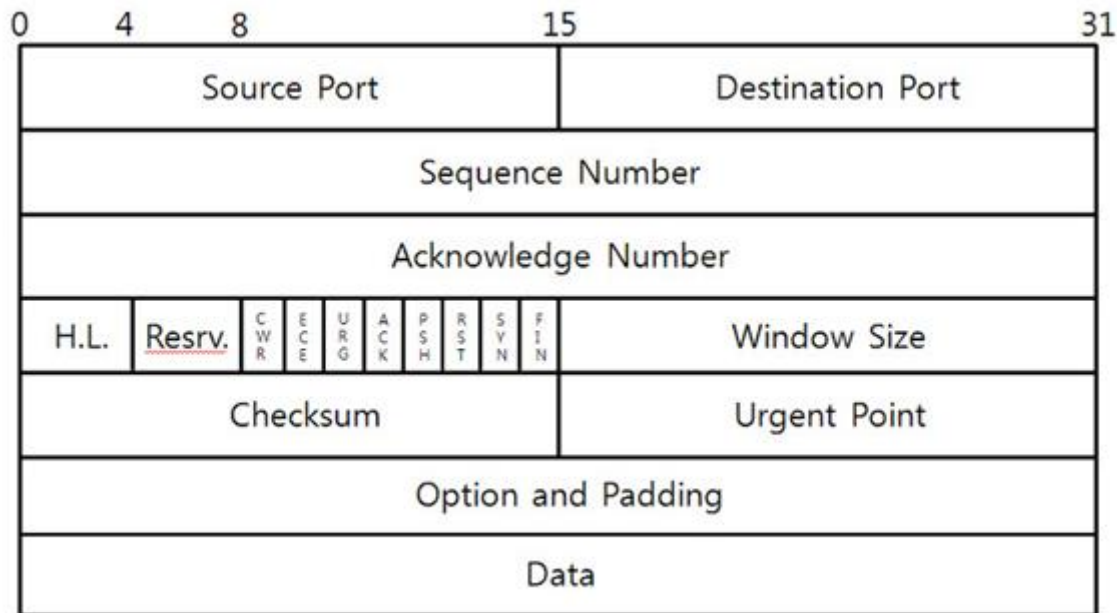 0 4 8 15 31
Source Port Destination Port
Sequence Number
Acknowledge Number
H.L. Resrv. CWR ECE URG ACK PSH RST SYN FIN Window Size
Checksum Urgent Point
Option and Padding
Data